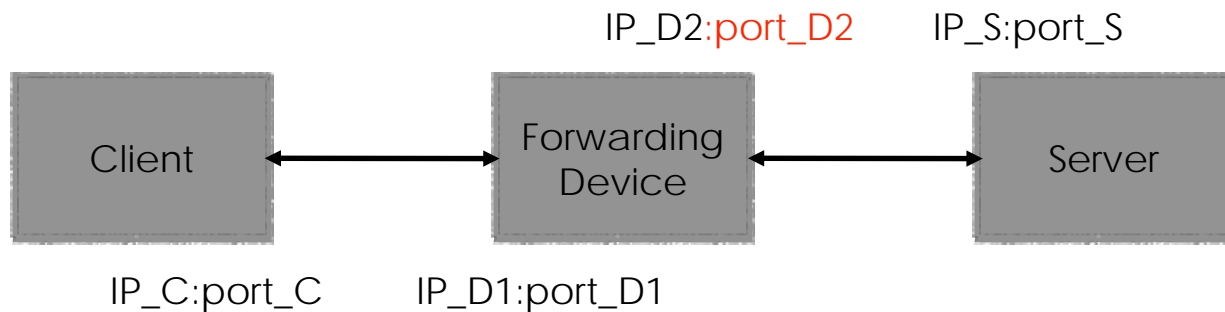 IP_D2:port_D2 IP_S:port_S
Client
Forwarding
Device
Server
IP_C:port_C IP_D1:port_D1